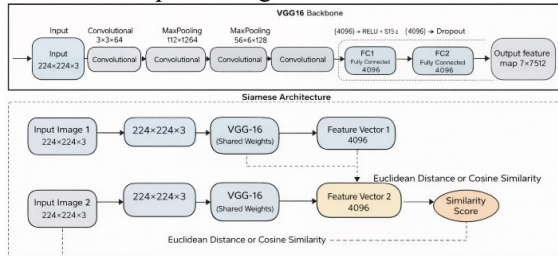 VGG16 Backbone
Input
Convolutional
3×3×64
MaxPooling
112×1264
MaxPooling
56×6×128
Convolutional
(4096) → RELU + S15 2
(4096) → Dropout
Input
224×224×3
Convolutional
Convolutional
Convolutional
Convolutional
FC1
Fully Connected
4096
FC2
Fully Connected
4096
Output feature
map 7×7512
Siamese Architecture
Input Image 1
224×224×3
224×224×3
VGG-16
(Shared Weights)
Feature Vector 1
4096
Euclidean Distance or Cosine Similarity
Input Image 2
224×224×3
224×224×3
VGG-16
(Shared Weights)
Feature Vector 2
4096
Similarity
Score
Euclidean Distance or Cosine Similarity